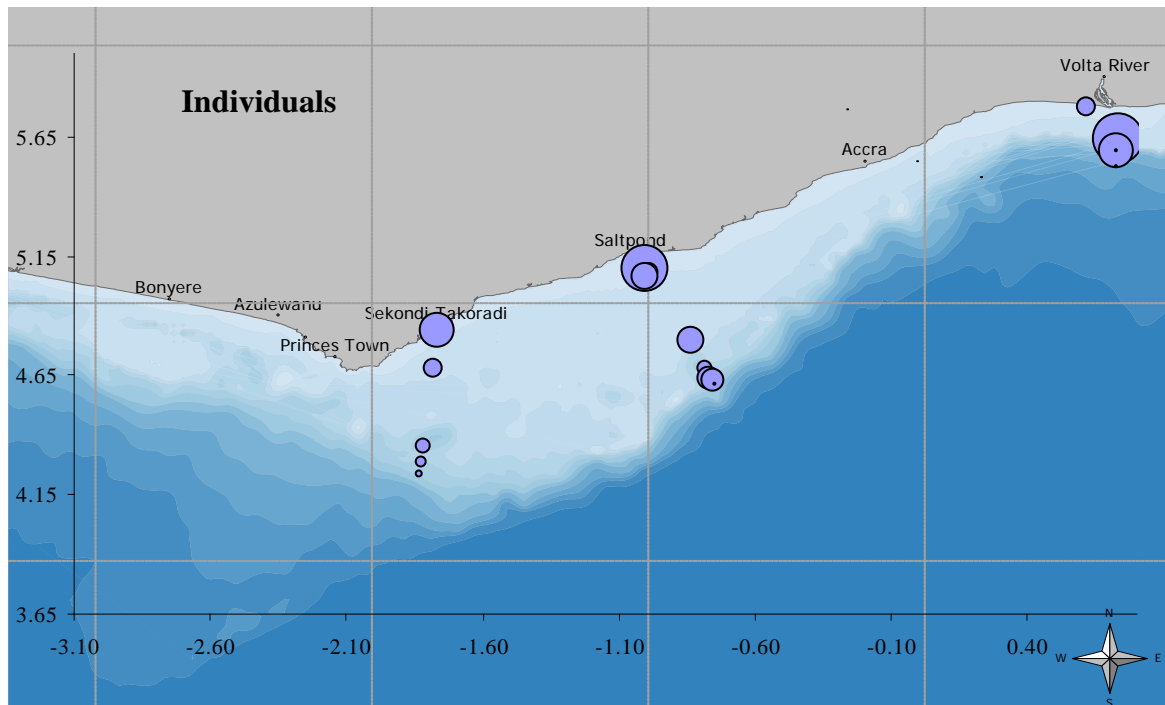 Volta River
Individuals
5.65
Accra
Saltpond
5.15
Bonyere
Azulewanu
Sekondi-Takoradi
Princes Town
4.65
4.15
3.65
N
-3.10
-2.60
-2.10
-1.60
-1.10
-0.60
-0.10
0.40
W
E
S